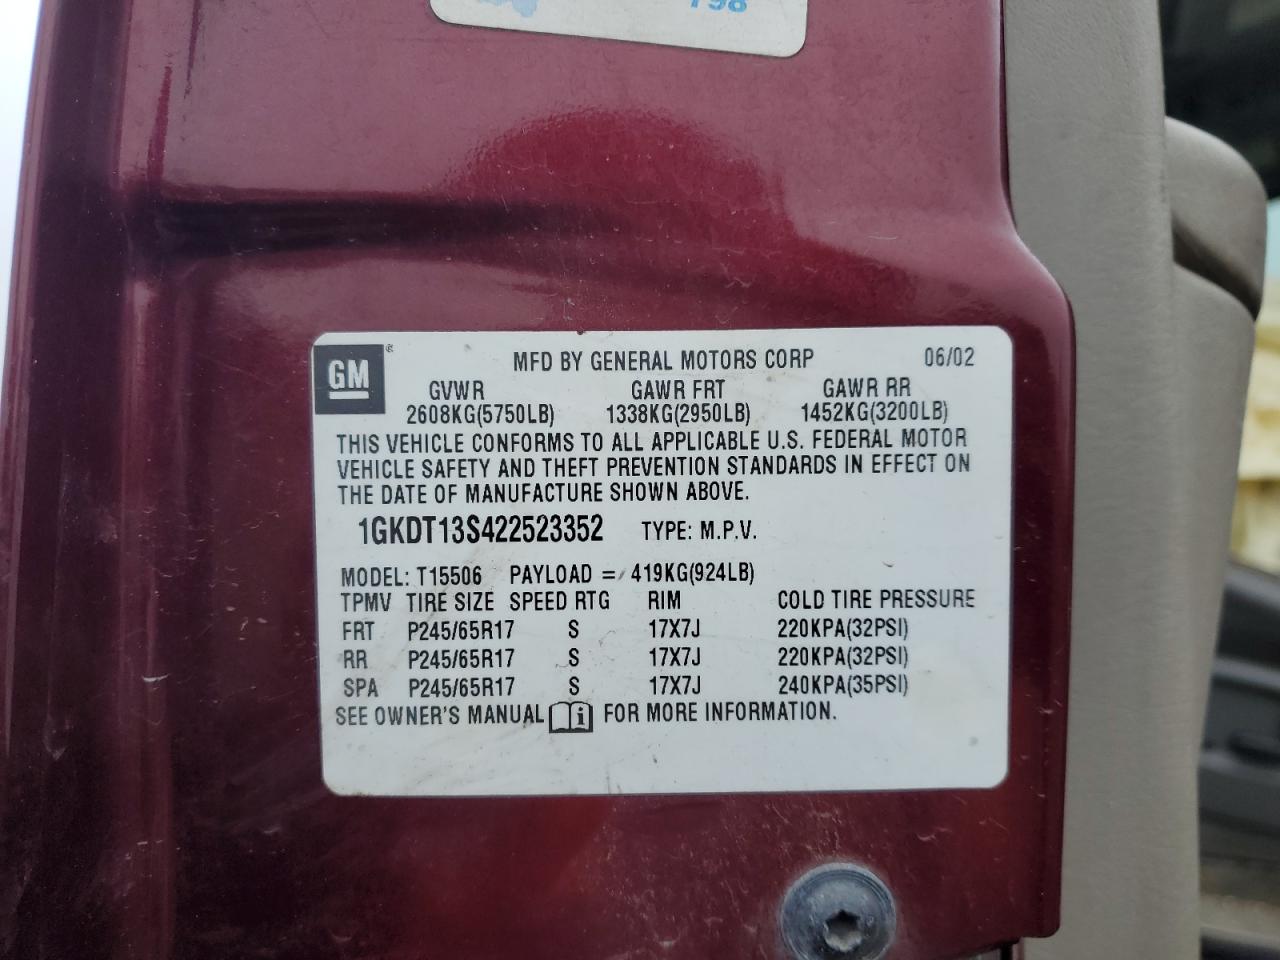 798
GM ®
MFD BY GENERAL MOTORS CORP 06/02
GVWR GAWR FRT GAWR RR
2608KG(5750LB) 1338KG(2950LB) 1452KG(3200LB)
THIS VEHICLE CONFORMS TO ALL APPLICABLE U.S. FEDERAL MOTOR
VEHICLE SAFETY AND THEFT PREVENTION STANDARDS IN EFFECT ON
THE DATE OF MANUFACTURE SHOWN ABOVE.
1GKDT13S422523352 TYPE: M.P.V.
MODEL: T15506 PAYLOAD = 419KG(924LB)
TPMV TIRE SIZE SPEED RTG RIM COLD TIRE PRESSURE
FRT P245/65R17 S 17X7J 220KPA(32PSI)
RR P245/65R17 S 17X7J 220KPA(32PSI)
SPA P245/65R17 S 17X7J 240KPA(35PSI)
SEE OWNER'S MANUAL i FOR MORE INFORMATION.